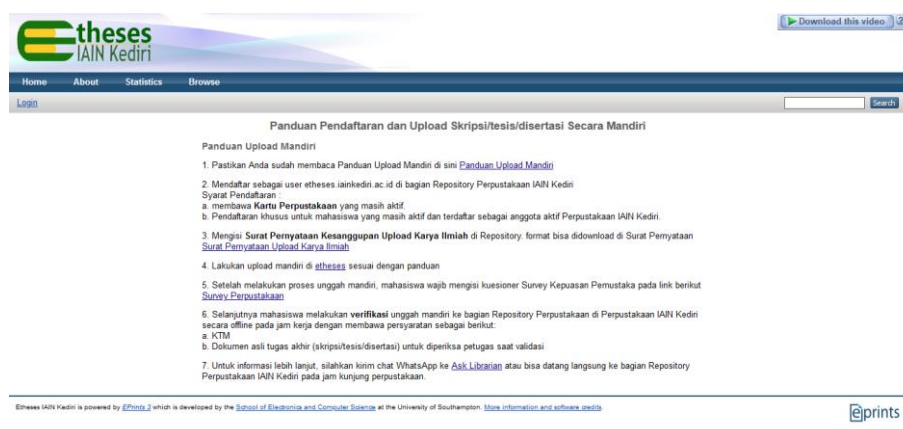 Etheses
IAIN Kediri
Download this video
Home About Statistics Browse
Login
Search
Panduan Pendaftaran dan Upload Skripsi/tesis/disertasi Secara Mandiri
Panduan Upload Mandiri
1. Pastikan Anda sudah membaca Panduan Upload Mandiri di sini Panduan Upload Mandiri
2. Mendaftar sebagai user etheses.iainkediri.ac.id di bagian Repository Perpustakaan IAIN Kediri
Syarat Pendaftaran :
a. membawa Kartu Perpustakaan yang masih aktif.
b. Pendaftaran khusus untuk mahasiswa yang masih aktif dan terdaftar sebagai anggota aktif Perpustakaan IAIN Kediri.
3. Mengisi Surat Pernyataan Kesanggupan Upload Karya Ilmiah di Repository. format bisa didownload di Surat Pernyataan
Surat Pernyataan Upload Karya Ilmiah
4. Lakukan upload mandiri di etheses sesuai dengan panduan
5. Setelah melakukan proses unggah mandiri, mahasiswa wajib mengisi kuesioner Survey Kepuasan Pemustaka pada link berikut
Survey Perpustakaan
6. Selanjutnya mahasiswa melakukan verifikasi unggah mandiri ke bagian Repository Perpustakaan di Perpustakaan IAIN Kediri
secara offline pada jam kerja dengan membawa persyaratan sebagai berikut:
a. KTM
b. Dokumen asli tugas akhir (skripsi/tesis/disertasi) untuk diperiksa petugas saat validasi
7. Untuk informasi lebih lanjut, silahkan kirim chat WhatsApp ke Ask Librarian atau bisa datang langsung ke bagian Repository
Perpustakaan IAIN Kediri pada jam kunjung perpustakaan.
Etheses IAIN Kediri is powered by EPrints 3 which is developed by the School of Electronics and Computer Science at the University of Southampton. More information and software credits.
eprints